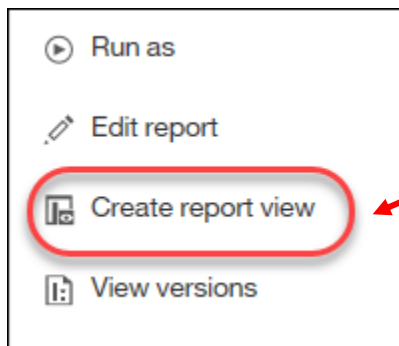 Run as
Edit report
Create report view
View versions